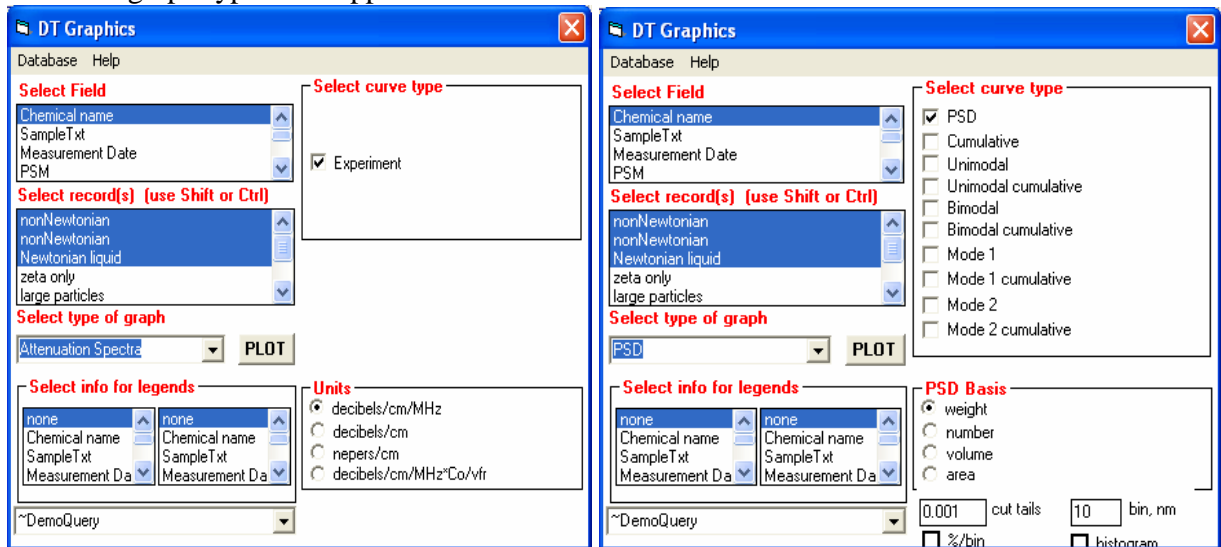 DT Graphics
Database Help
Select Field
Chemical name
SampleTxt
Measurement Date
PSM
Select record(s) (use Shift or Ctrl)
nonNewtonian
nonNewtonian
Newtonian liquid
zeta only
large particles
Select type of graph
Attenuation Spectra
PLOT
Select info for legends
none
Chemical name
SampleTxt
Measurement Da
none
Chemical name
SampleTxt
Measurement Da
~DemoQuery
Select curve type
Experiment
Units
decibels/cm/MHz
decibels/cm
nepers/cm
decibels/cm/MHz*Co/vfr
DT Graphics
Database Help
Select Field
Chemical name
SampleTxt
Measurement Date
PSM
Select record(s) (use Shift or Ctrl)
nonNewtonian
nonNewtonian
Newtonian liquid
zeta only
large particles
Select type of graph
PSD
PLOT
Select info for legends
none
Chemical name
SampleTxt
Measurement Da
none
Chemical name
SampleTxt
Measurement Da
~DemoQuery
Select curve type
PSD
Cumulative
Unimodal
Unimodal cumulative
Bimodal
Bimodal cumulative
Mode 1
Mode 1 cumulative
Mode 2
Mode 2 cumulative
PSD Basis
weight
number
volume
area
0.001 cut tails 10 bin, nm
%/bin histogram